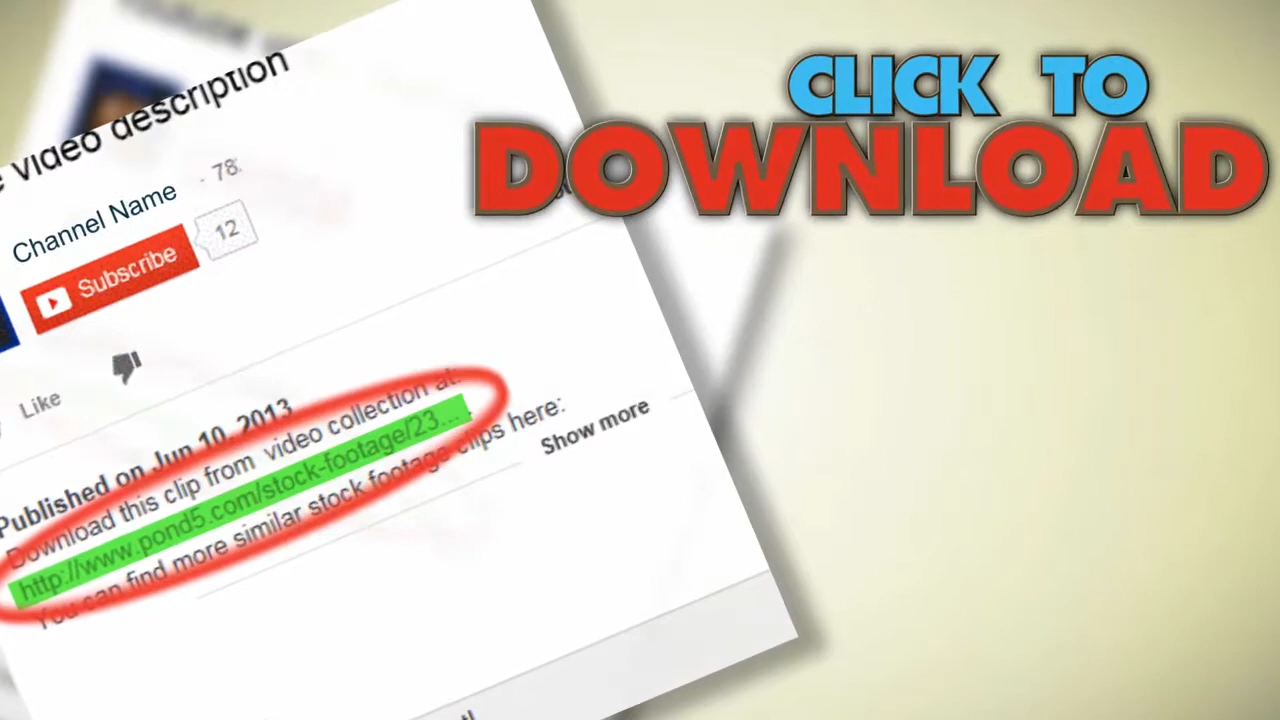 CLICK TO
DOWNLOAD
video description
Channel Name
78
Subscribe
12
Like
Published on Jun 10, 2013
Download this clip from video collection at:
http://www.pond5.com/stock-footage/23...
You can find more similar stock footage clips here:
Show more